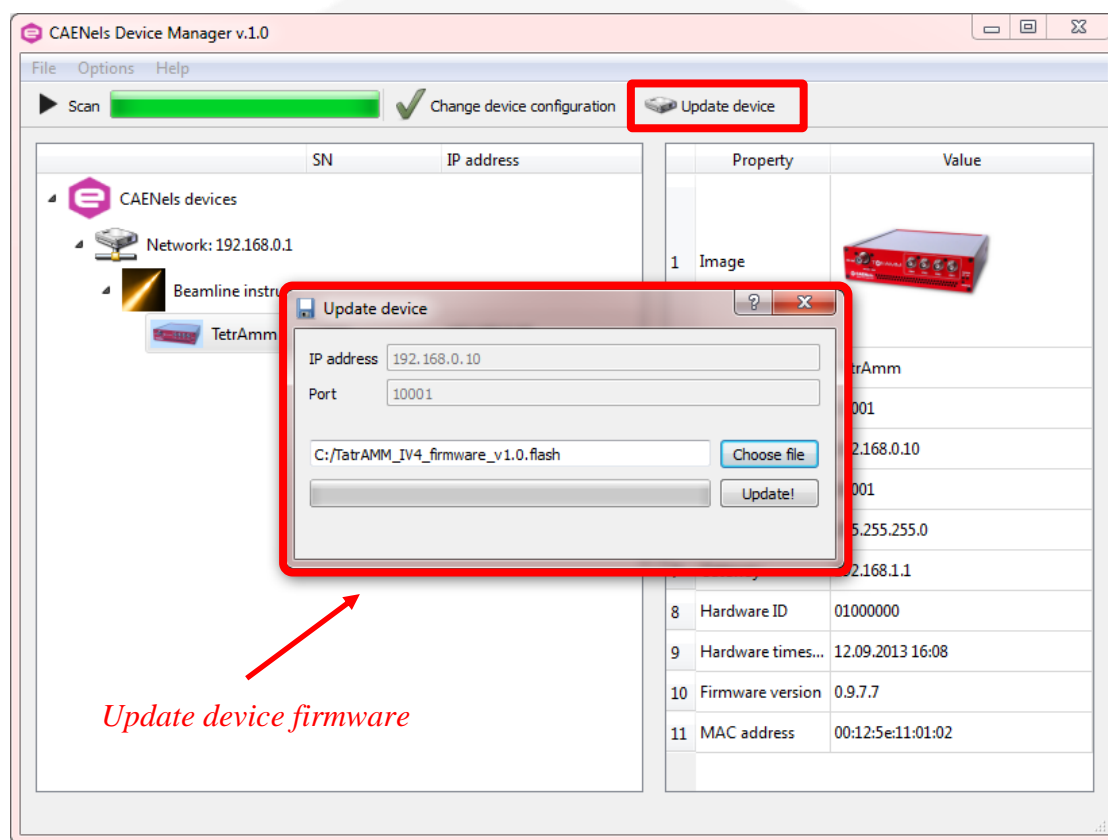 CAENels Device Manager v.1.0
File Options Help
Scan Change device configuration Update device
SN IP address
CAENels devices
Network: 192.168.0.1
Beamline instru
TetrAmm
Property Value
1 Image
trAmm
001
2.168.0.10
001
5.255.255.0
2.168.1.1
8 Hardware ID 01000000
9 Hardware times... 12.09.2013 16:08
10 Firmware version 0.9.7.7
11 MAC address 00:12:5e:11:01:02
Update device
IP address 192.168.0.10
Port 10001
C:/TatrAMM_IV4_firmware_v1.0.flash Choose file
Update!
Update device firmware